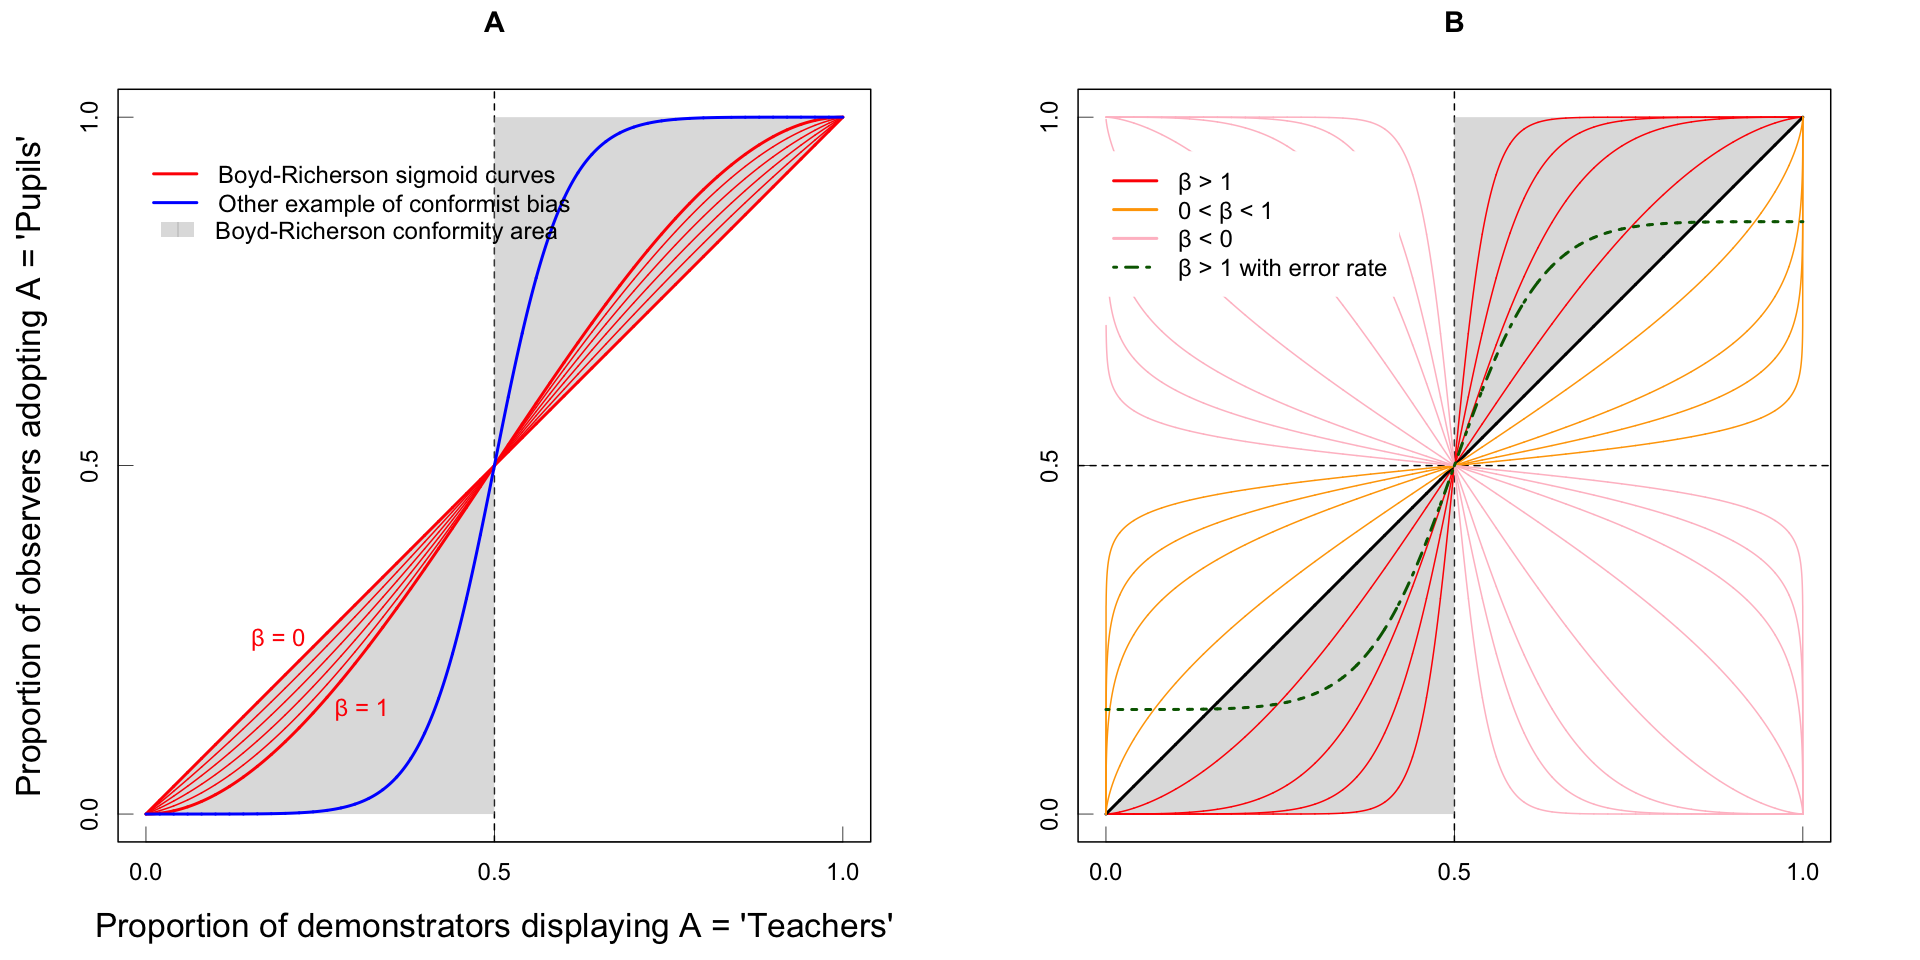 A
Proportion of observers adopting A = 'Pupils'
1.0
0.5
0.0
Boyd-Richerson sigmoid curves
Other example of conformist bias
Boyd-Richerson conformity area
β = 0
β = 1
0.0 0.5 1.0
Proportion of demonstrators displaying A = 'Teachers'
B
1.0
0.5
0.0
β > 1
0 < β < 1
β < 0
β > 1 with error rate
0.0 0.5 1.0